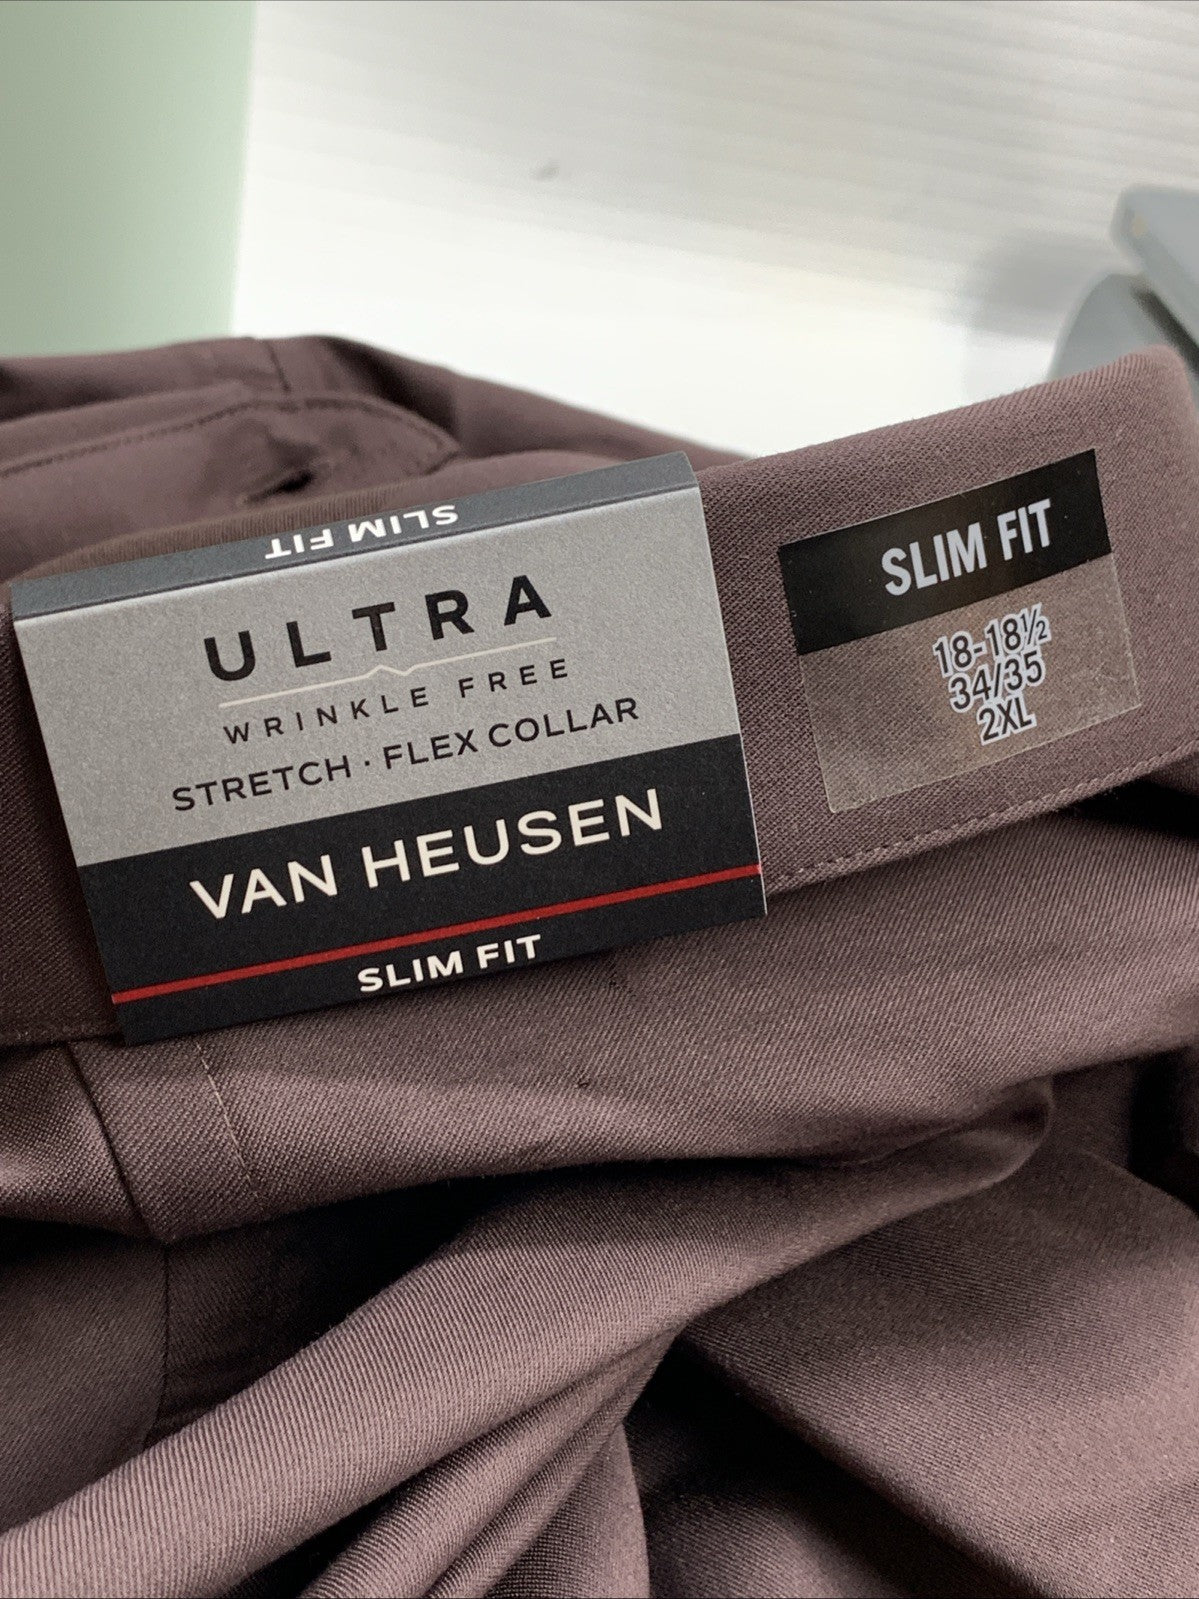 SLIM FIT
ULTRA
WRINKLE FREE
STRETCH · FLEX COLLAR
VAN HEUSEN
SLIM FIT
SLIM FIT
18-18½
34/35
2XL